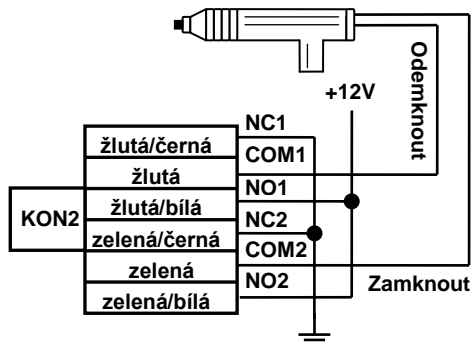 Odemknout
+12V
NC1
žlutá/černá
COM1
žlutá
NO1
KON2
žlutá/bílá
NC2
zelená/černá
COM2
zelená
NO2
Zamknout
zelená/bílá